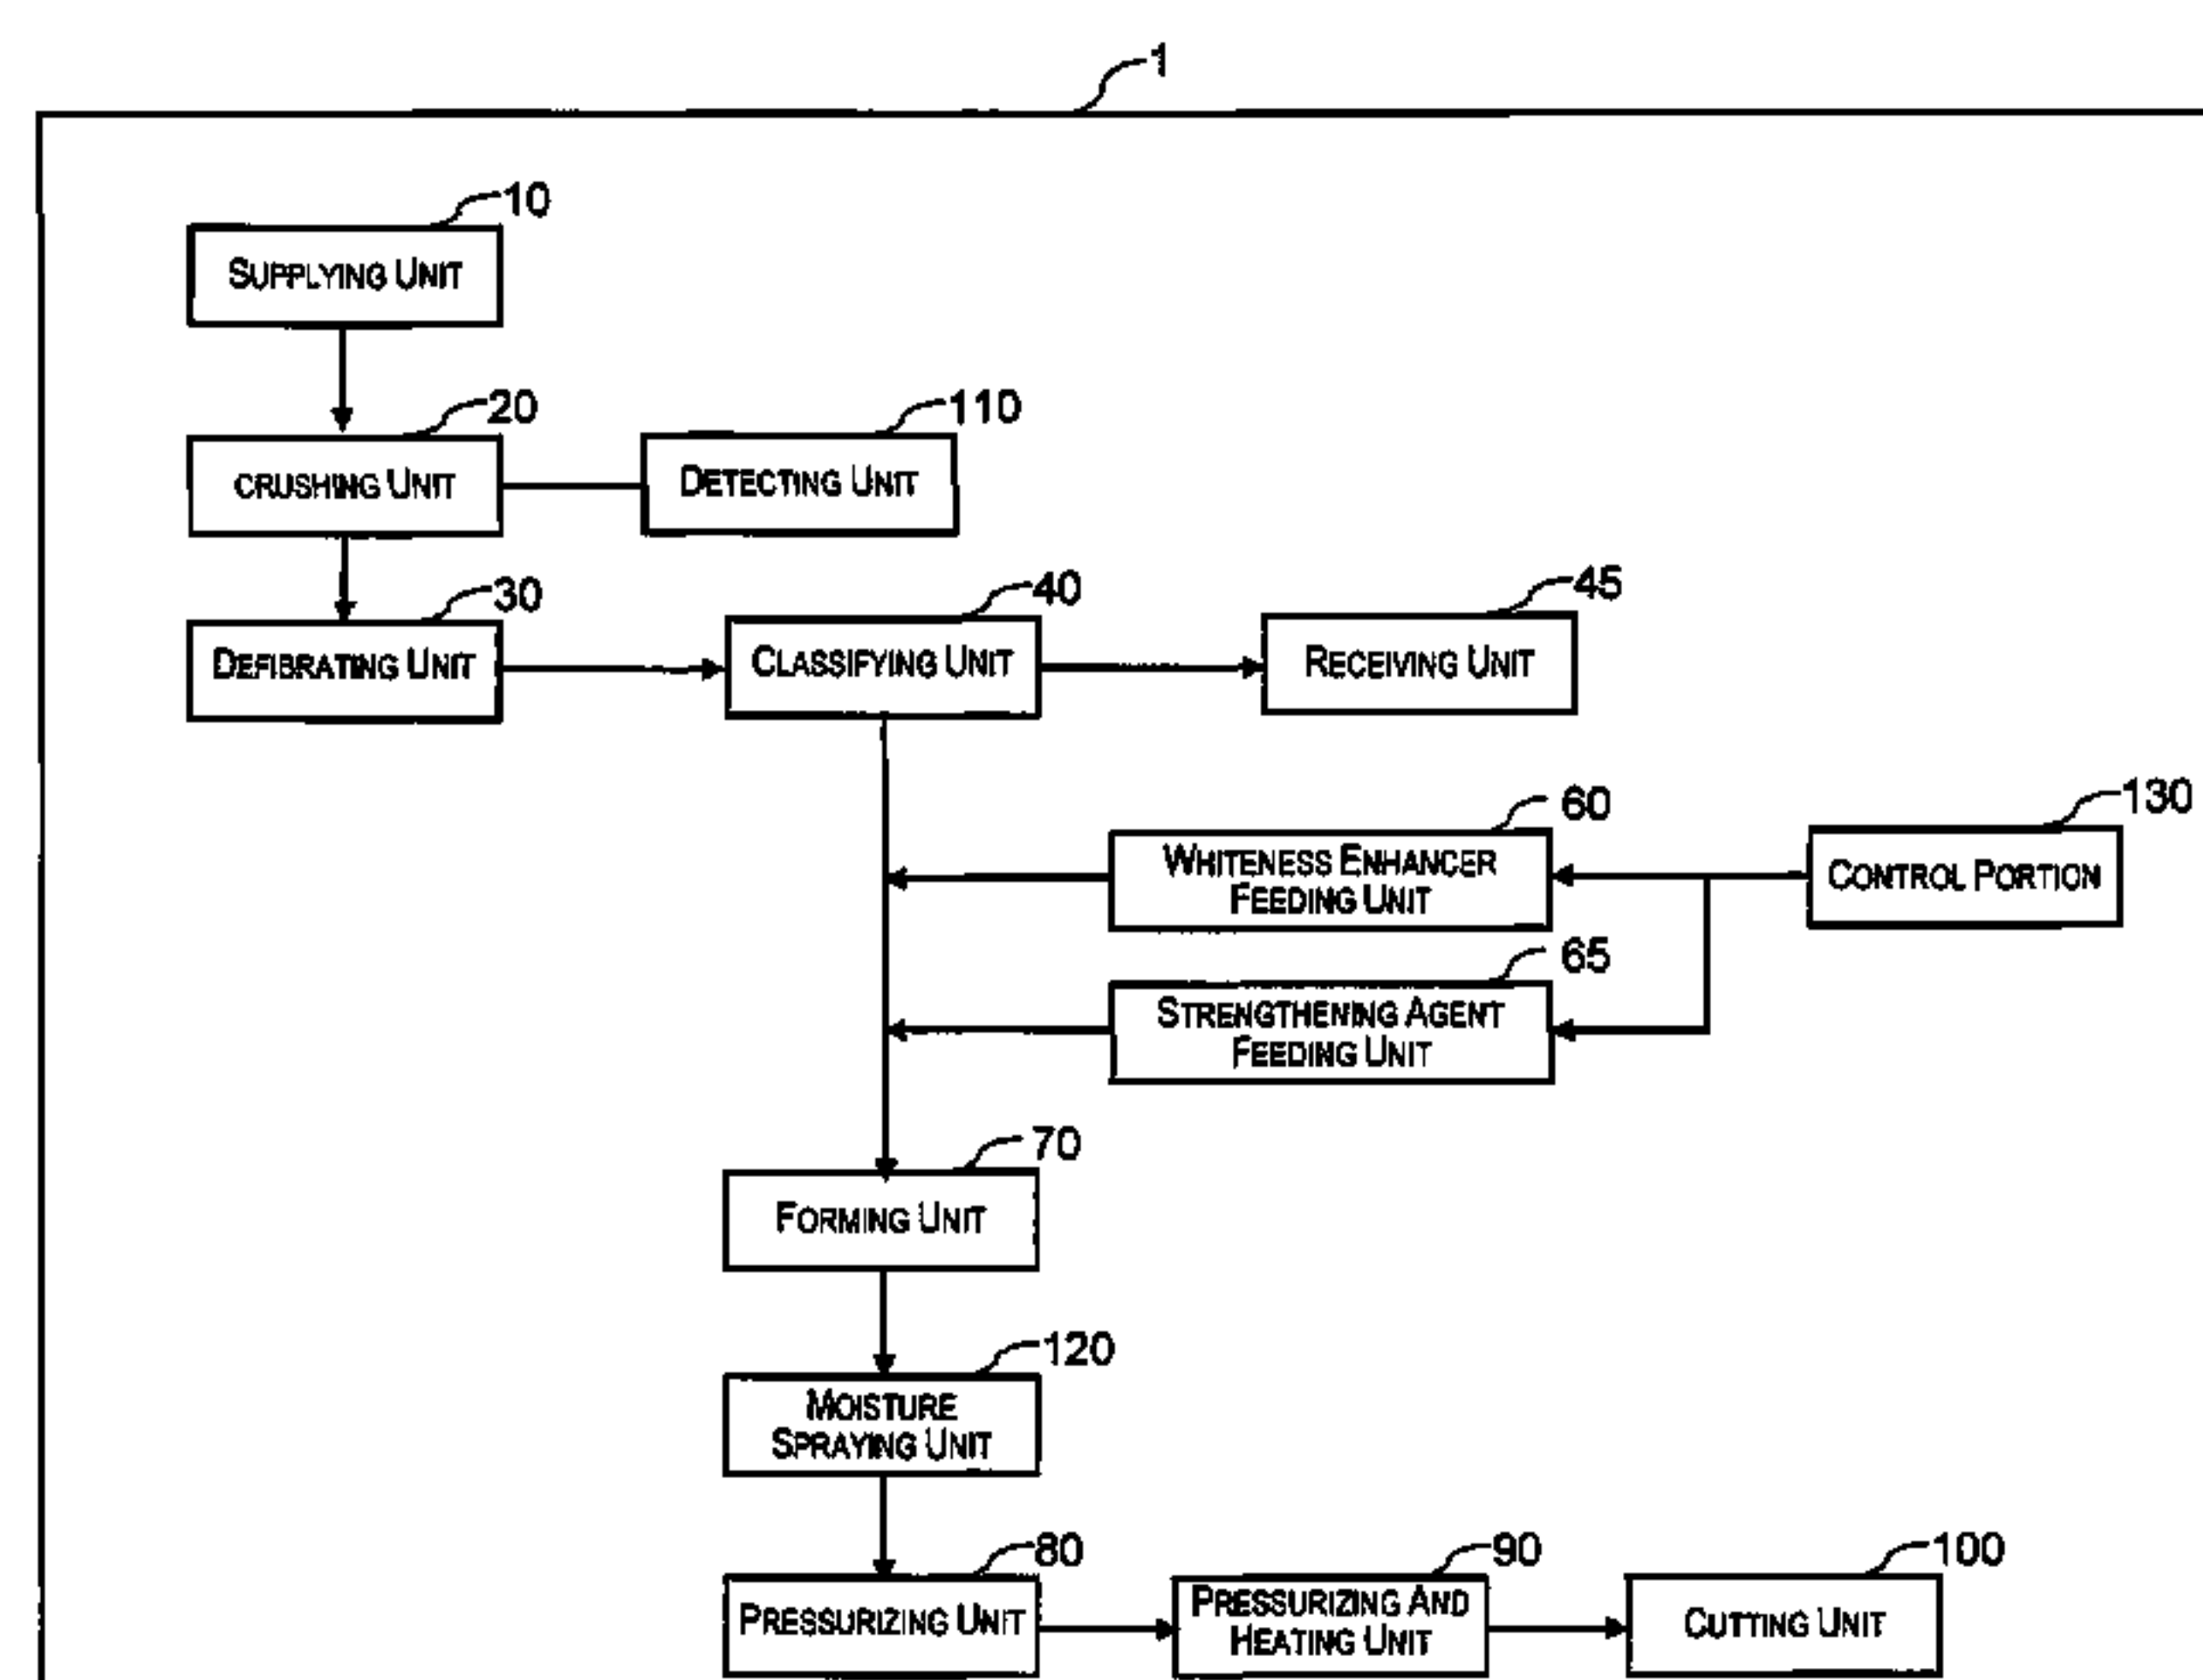 1
10
SUPPLYING UNIT
20
CRUSHING UNIT
110
DETECTING UNIT
30
DEFIBRATING UNIT
40
CLASSIFYING UNIT
45
RECEIVING UNIT
60
WHITENESS ENHANCER
FEEDING UNIT
130
CONTROL PORTION
65
STRENGTHENING AGENT
FEEDING UNIT
70
FORMING UNIT
120
MOISTURE
SPRAYING UNIT
80
PRESSURIZING UNIT
90
PRESSURIZING AND
HEATING UNIT
100
CUTTING UNIT